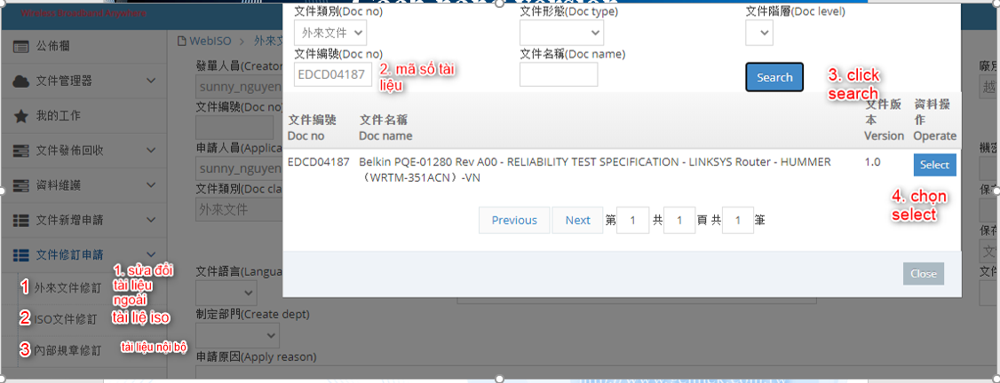 Wireless Broadband Anywhere
公佈欄
文件管理器
我的工作
文件發佈回收
資料維護
文件新增申請
文件修訂申請
1 外來文件修訂
1. sửa đổi
tài liệu
ngoài
2 ISO文件修訂
tài liệ iso
3 內部規章修訂
tài liệu nội bộ
WebISO > 外來文
發單人員(Creator
sunny_nguyen
文件編號(Doc no)
申請人員(Applica
sunny_nguyen
文件類別(Doc cla
外來文件
文件語言(Langua
制定部門(Create dept)
申請原因(Apply reason)
文件類別(Doc no)
文件形態(Doc type)
文件階層(Doc level)
外來文件
文件編號(Doc no)
文件名稱(Doc name)
EDCD04187
2. mã số tài
liệu
Search
3. click
search
文件編號
Doc no
文件名稱
Doc name
文件版
本
Version
資料操
作
Operate
EDCD04187
Belkin PQE-01280 Rev A00 - RELIABILITY TEST SPECIFICATION - LINKSYS Router - HUMMER
（WRTM-351ACN）-VN
1.0
Select
4. chọn
select
Previous Next 第 1 共 1 頁 共 1 筆
Close
廠別
越
機密
保存
文件